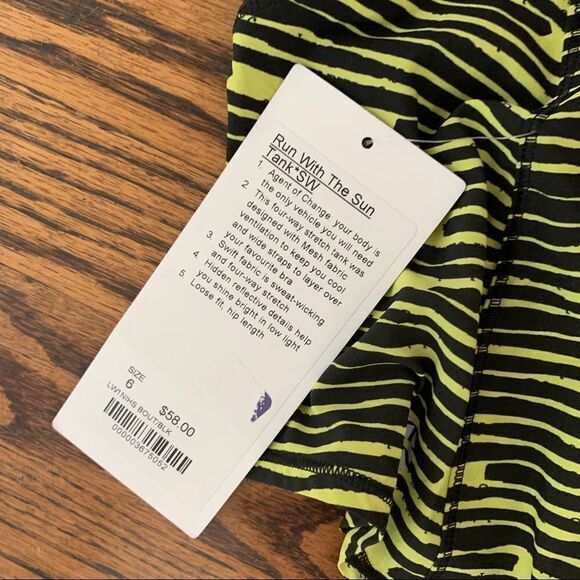 Run With The Sun
Tank*SW
1. Agent of Change your body is
the only vehicle you will need
2. This four-way stretch tank was
designed with Mesh fabric
ventilation to keep you cool
and wide straps to layer over
your favourite bra
3. Swift fabric is sweat-wicking
and four-way stretch
4. Hidden reflective details help
you shine bright in low light
5. Loose fit, hip length
SIZE
6
$58.00
LW1NIHS BOUT/BLK
000003675052